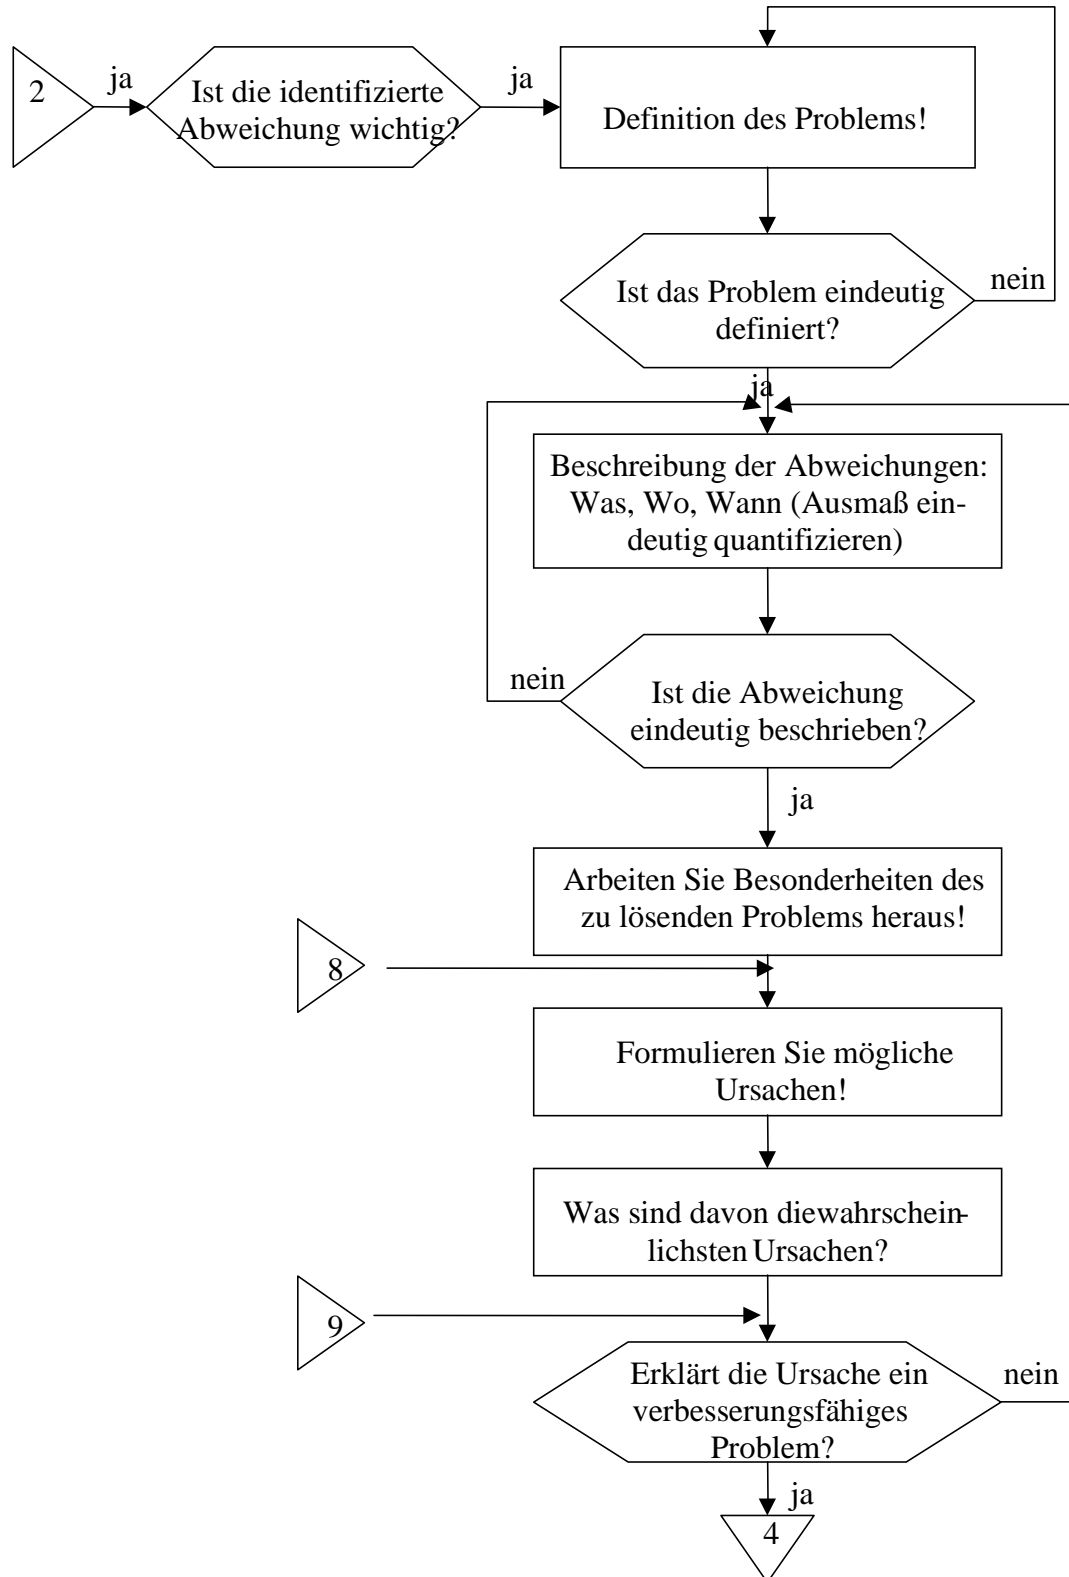 2
ja
Ist die identifizierte
Abweichung wichtig?
ja
Definition des Problems!
Ist das Problem eindeutig
definiert?
nein
ja
Beschreibung der Abweichungen:
Was, Wo, Wann (Ausmaß ein-
deutig quantifizieren)
nein
Ist die Abweichung
eindeutig beschrieben?
ja
Arbeiten Sie Besonderheiten des
zu lösenden Problems heraus!
8
Formulieren Sie mögliche
Ursachen!
Was sind davon diewahrschein-
lichsten Ursachen?
9
Erklärt die Ursache ein
verbesserungsfähiges
Problem?
nein
ja
4